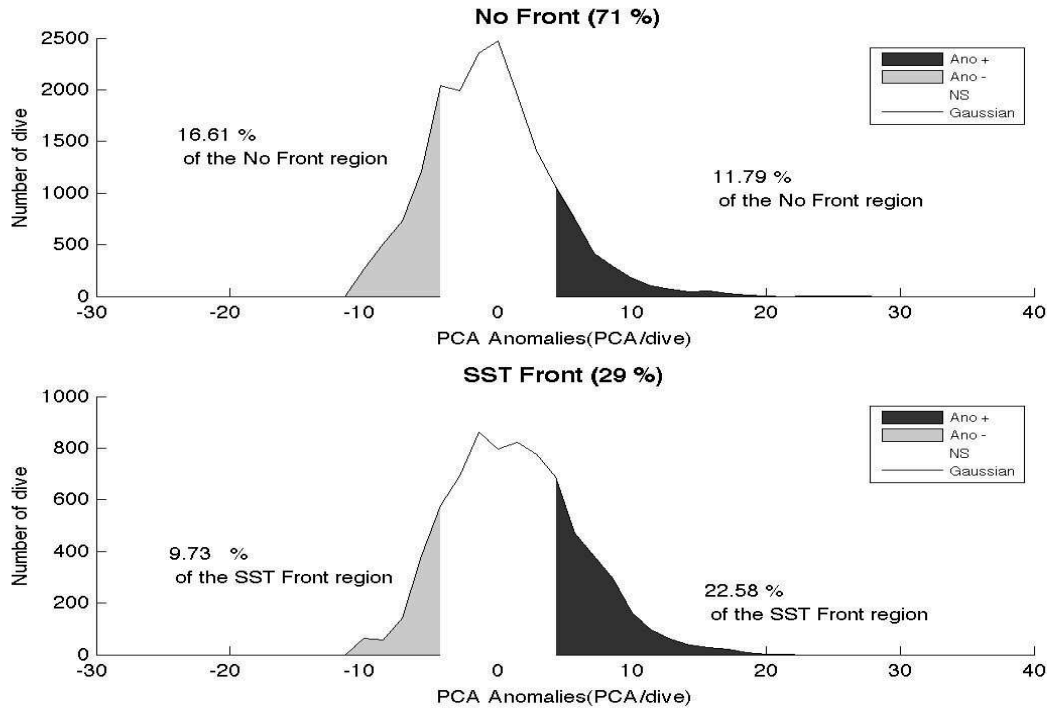 No Front (71 %)
2500
2000
1500
1000
500
0
Number of dive
16.61 %
of the No Front region
11.79 %
of the No Front region
Ano +
Ano -
NS
Gaussian
-30
-20
-10
0
10
20
30
40
PCA Anomalies(PCA/dive)
SST Front (29 %)
1000
800
600
400
200
0
Number of dive
9.73 %
of the SST Front region
22.58 %
of the SST Front region
Ano +
Ano -
NS
Gaussian
-30
-20
-10
0
10
20
30
40
PCA Anomalies(PCA/dive)